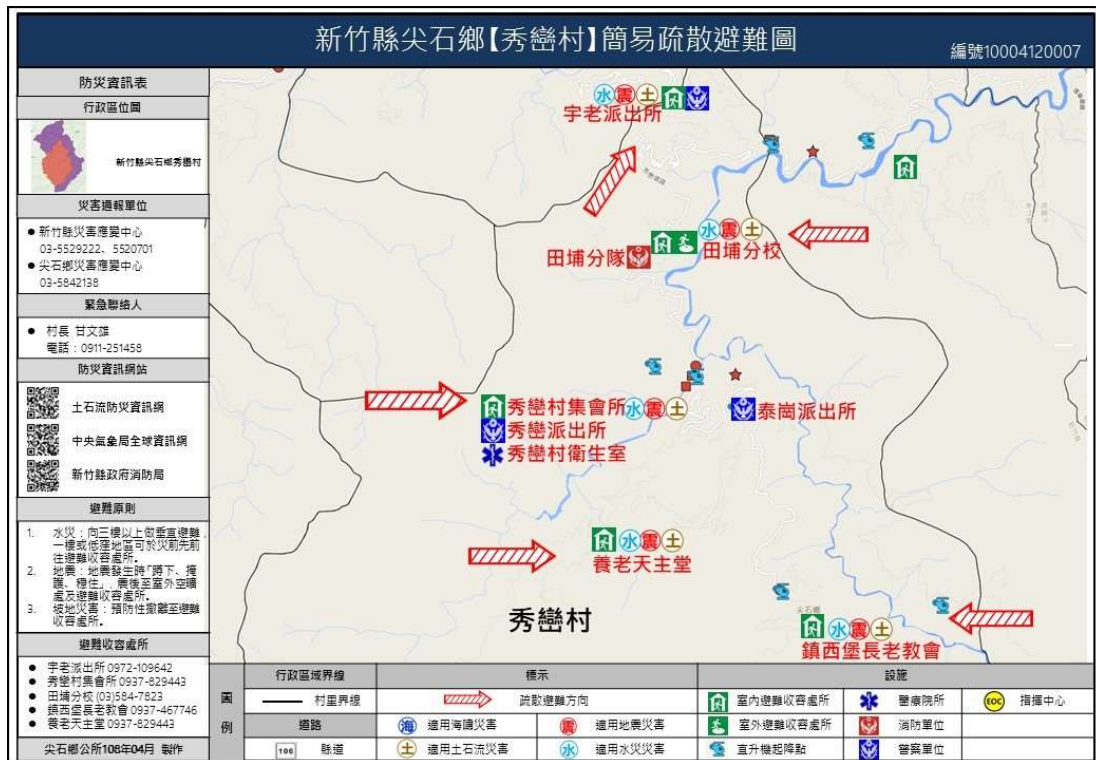 新竹縣尖石鄉【秀巒村】簡易疏散避難圖
編號10004120007
防災資訊表
行政區位圖
新竹縣尖石鄉秀巒村
災害通報單位
● 新竹縣災害應變中心
03-5529222、5520701
● 尖石鄉災害應變中心
03-5842138
緊急聯絡人
● 村長 甘文雄
電話：0911-251458
防災資訊網站
土石流防災資訊網
中央氣象局全球資訊網
新竹縣政府消防局
避難原則
1. 水災：向三樓以上做垂直避難，
一樓或低窪地區可於災前先前
往避難收容處所。
2. 地震：地震發生時「蹲下、掩
護、穩住」，震後至室外空曠
處及避難收容處所。
3. 坡地災害：預防性撤離至避難
收容處所。
避難收容處所
● 宇老派出所 0972-109642
● 秀巒村集會所 0937-829443
● 田埔分校 (03)584-7823
● 鎮西堡長老教會 0937-467746
● 養老天主堂 0937-829443
尖石鄉公所108年04月 製作
水 震 土
宇老派出所
水 震 土
田埔分隊
田埔分校
秀巒村集會所 水 震 土
秀巒派出所
秀巒村衛生室
泰崗派出所
水 震 土
養老天主堂
秀巒村
尖石鄉
水 震 土
鎮西堡長老教會
圖例
行政區域界線
標示
設施
村里界線
疏散避難方向
室內避難收容處所
醫療院所
EOC 指揮中心
道路
海 適用海嘯災害
震 適用地震災害
室外避難收容處所
消防單位
106 縣道
土 適用土石流災害
水 適用水災災害
直升機起降點
警察單位